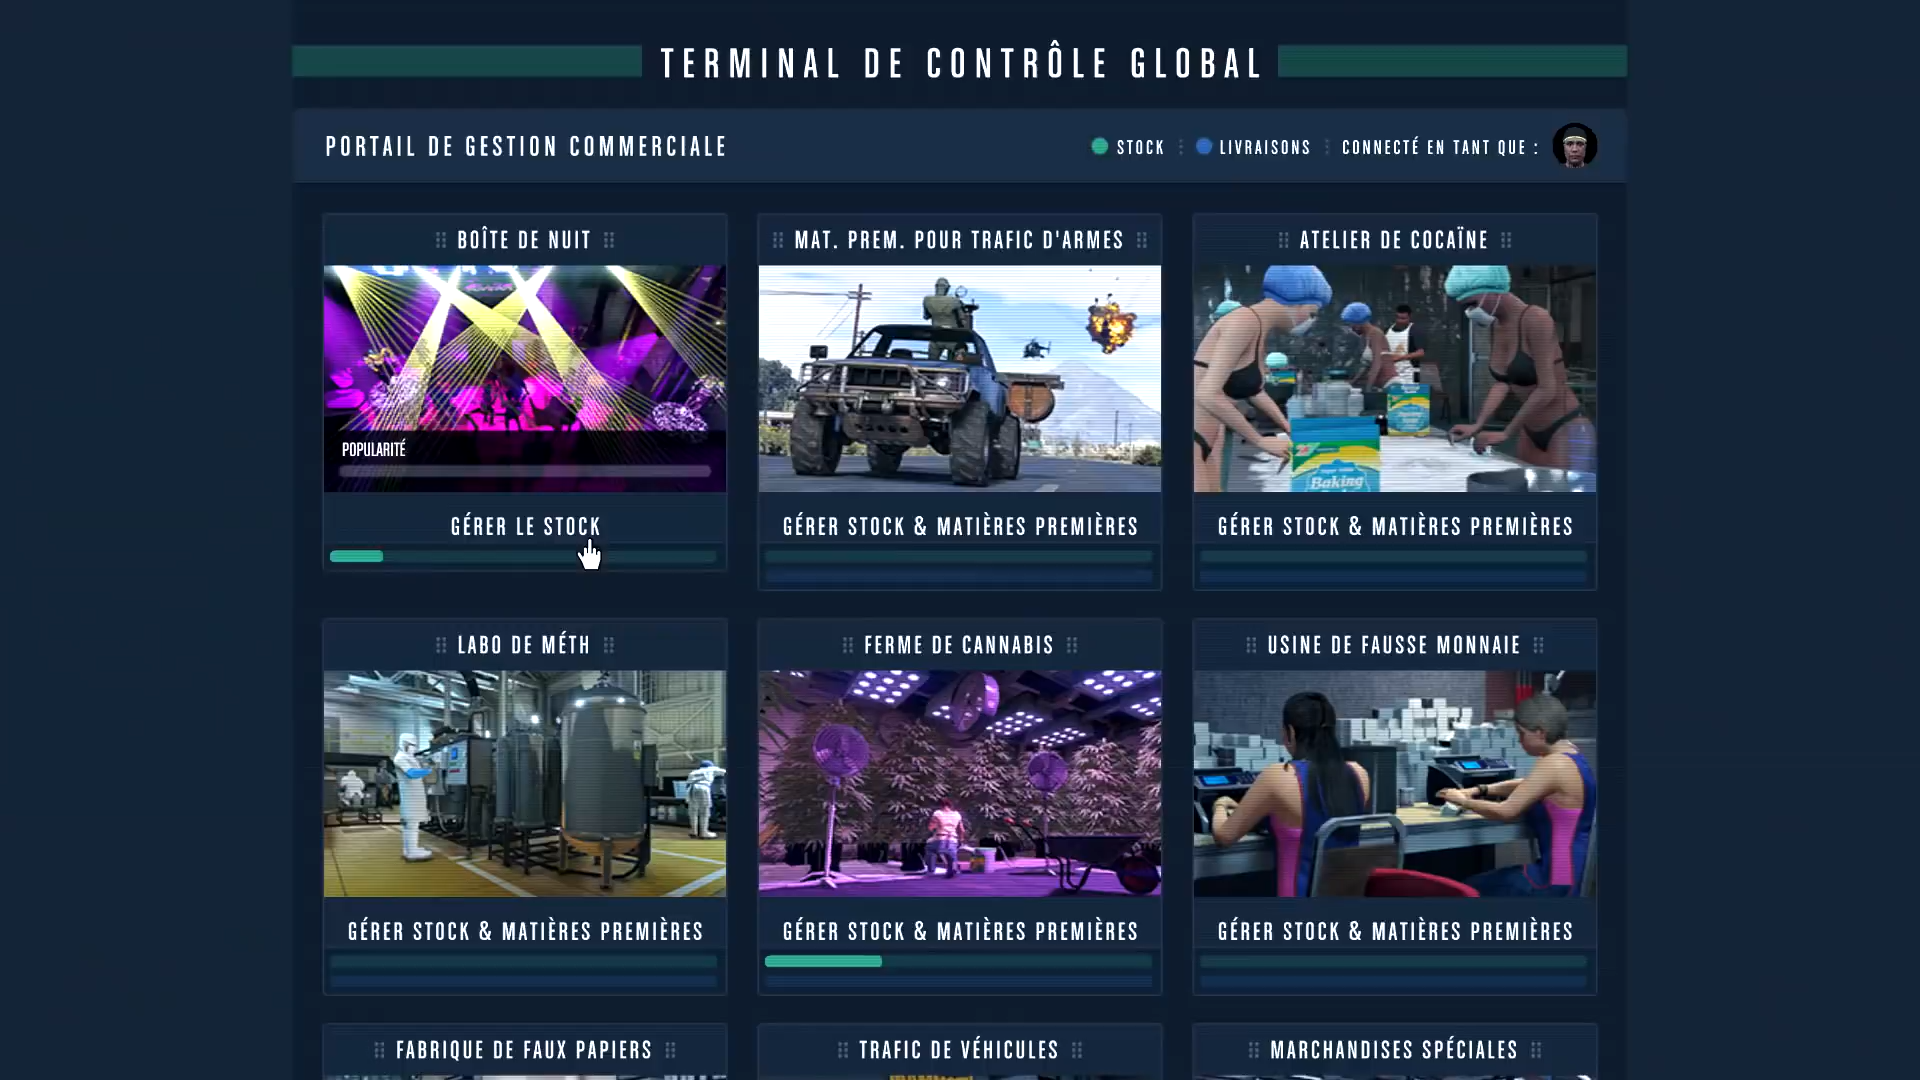 TERMINAL DE CONTRÔLE GLOBAL
PORTAIL DE GESTION COMMERCIALE
STOCK
LIVRAISONS
CONNECTÉ EN TANT QUE :
BOÎTE DE NUIT
MAT. PREM. POUR TRAFIC D'ARMES
ATELIER DE COCAÏNE
POPULARITÉ
Baking
GÉRER LE STOCK
GÉRER STOCK & MATIÈRES PREMIÈRES
GÉRER STOCK & MATIÈRES PREMIÈRES
LABO DE MÉTH
FERME DE CANNABIS
USINE DE FAUSSE MONNAIE
GÉRER STOCK & MATIÈRES PREMIÈRES
GÉRER STOCK & MATIÈRES PREMIÈRES
GÉRER STOCK & MATIÈRES PREMIÈRES
FABRIQUE DE FAUX PAPIERS
TRAFIC DE VÉHICULES
MARCHANDISES SPÉCIALES